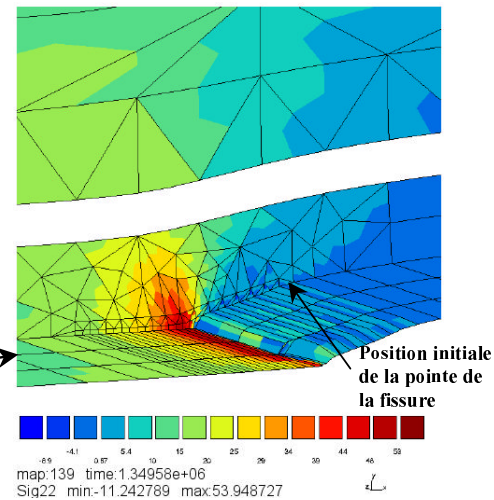 Position initiale
de la pointe de
la fissure
-8.9 -4.1 0.57 5.4 10 15 20 25 29 34 39 44 48 53
map:139 time:1.34958e+06
Sig22 min:-11.242789 max:53.948727